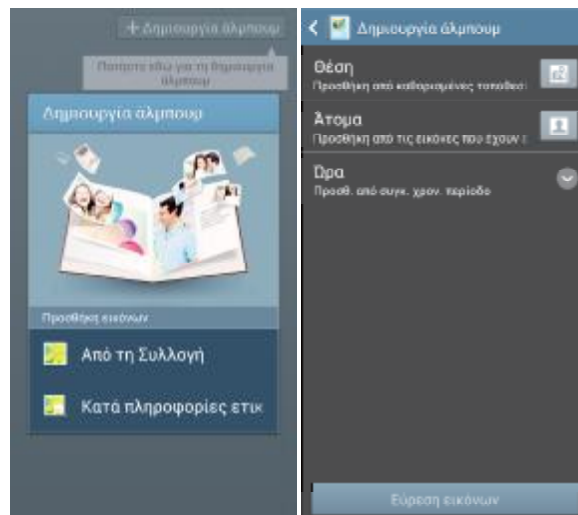 + Δημιουργία άλμπουμ
Πατήστε εδώ για τη δημιουργία
άλμπουμ
Δημιουργία άλμπουμ
Προσθήκη εικόνων
Από τη Συλλογή
Κατά πληροφορίες ετικ
Δημιουργία άλμπουμ
Θέση
Προσθήκη από καθορισμένες τοποθεσ
Άτομα
Προσθήκη από τις εικόνες που έχουν ε
Ώρα
Προσθ. από συγκ. χρον. περίοδο
Εύρεση εικόνων